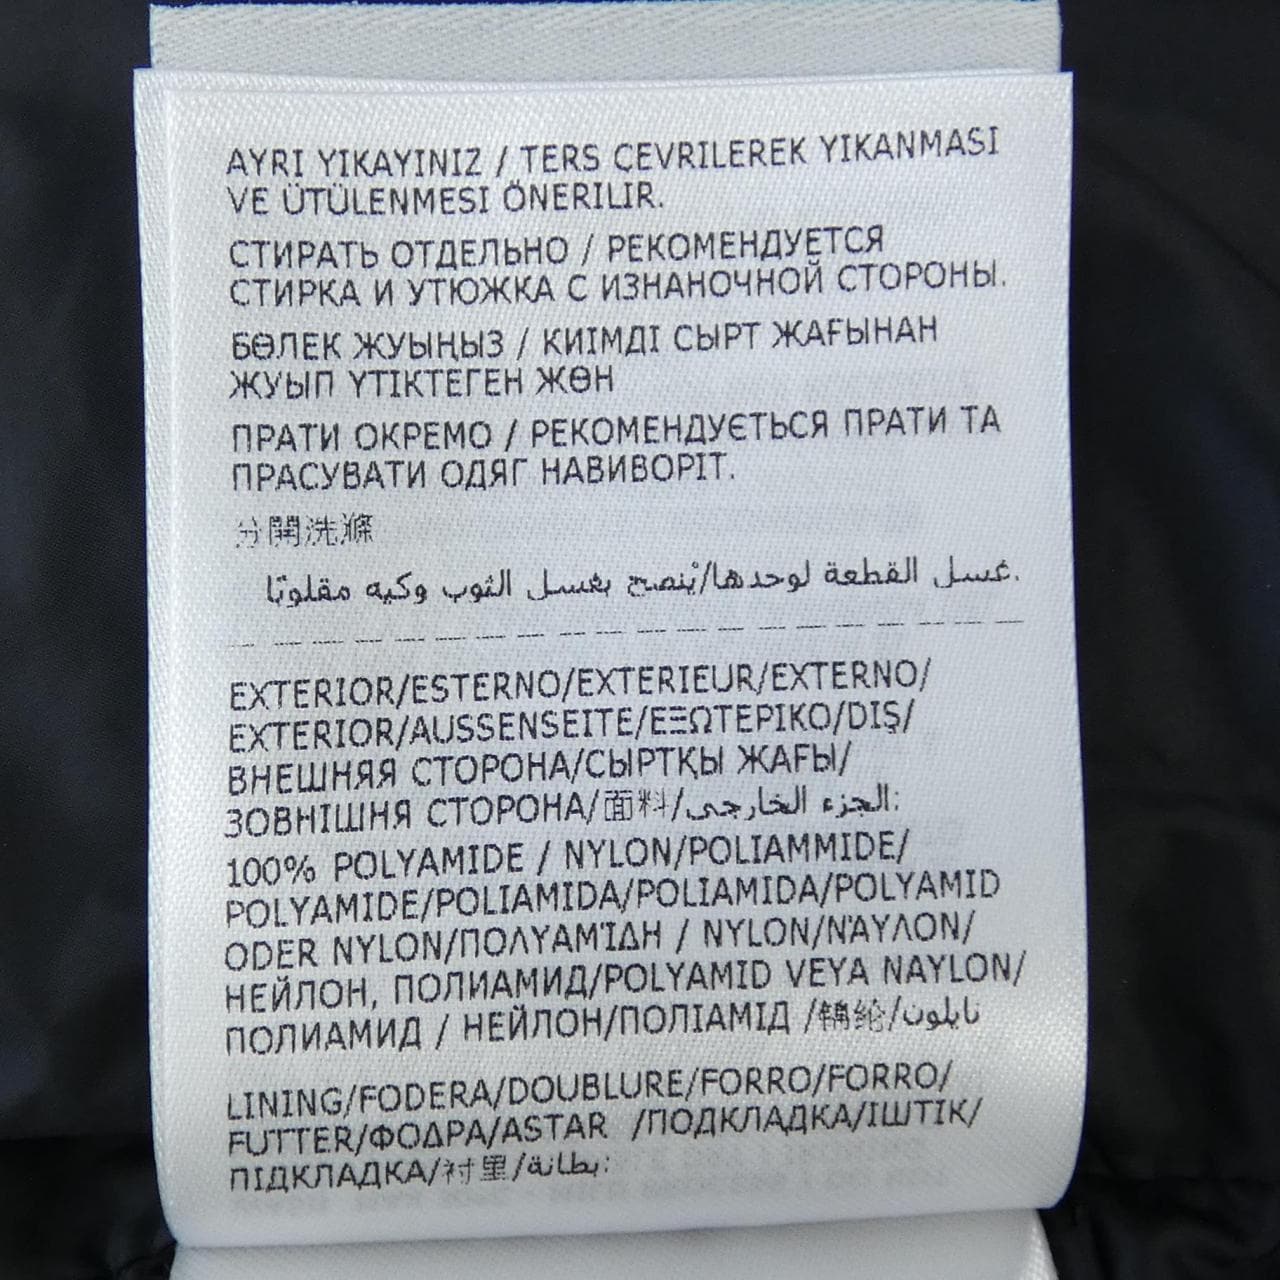 AYRI YIKAYINIZ / TERS ÇEVRILEREK YIKANMASI
VE ÜTÜLENMESI ÖNERILIR.
СТИРАТЬ ОТДЕЛЬНО / РЕКОМЕНДУЕТСЯ
СТИРКА И УТЮЖКА С ИЗНАНОЧНОЙ СТОРОНЫ.
БӨЛЕК ЖУЫҢЫЗ / КИІМДІ СЫРТ ЖАҒЫНАН
ЖУЫП ҮТІКТЕГЕН ЖӨН
ПРАТИ ОКРЕМО / РЕКОМЕНДУЄТЬСЯ ПРАТИ ТА
ПРАСУВАТИ ОДЯГ НАВИВОРІТ.
分開洗滌
غسل القطعة لوحدها/يُنصح بغسل الثوب وكيه مقلوبًا.
EXTERIOR/ESTERNO/EXTERIEUR/EXTERNO/
EXTERIOR/AUSSENSEITE/ΕΞΩΤΕΡΙΚΟ/DIŞ/
ВНЕШНЯЯ СТОРОНА/СЫРТҚЫ ЖАҒЫ/
ЗОВНІШНЯ СТОРОНА/面料/الجزء الخارجي:
100% POLYAMIDE / NYLON/POLIAMMIDE/
POLYAMIDE/POLIAMIDA/POLIAMIDA/POLYAMID
ODER NYLON/ΠΟΛΥΑΜΊΔΗ / NYLON/ΝΆΥΛΟΝ/
НЕЙЛОН, ПОЛИАМИД/POLYAMID VEYA NAYLON/
ПОЛИАМИД / НЕЙЛОН/ПОЛІАМІД /锦纶/نايلون
LINING/FODERA/DOUBLURE/FORRO/FORRO/
FUTTER/ΦΟΔΡΑ/ASTAR /ПОДКЛАДКА/ІШТІК/
ПІДКЛАДКА/衬里/بطانة: